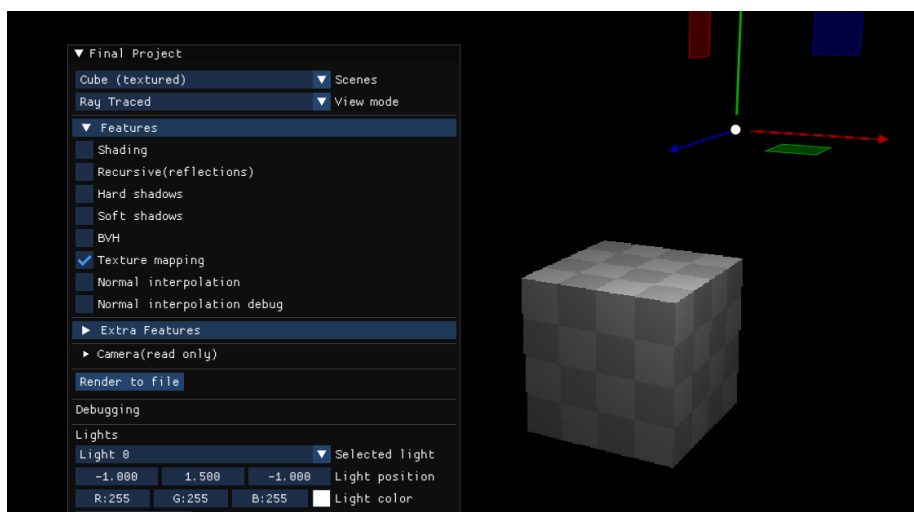 Final Project
Cube (textured) Scenes
Ray Traced View mode
Features
Shading
Recursive(reflections)
Hard shadows
Soft shadows
BVH
Texture mapping
Normal interpolation
Normal interpolation debug
Extra Features
Camera(read only)
Render to file
Debugging
Lights
Light 0 Selected light
-1.000 1.500 -1.000 Light position
R:255 G:255 B:255 Light color